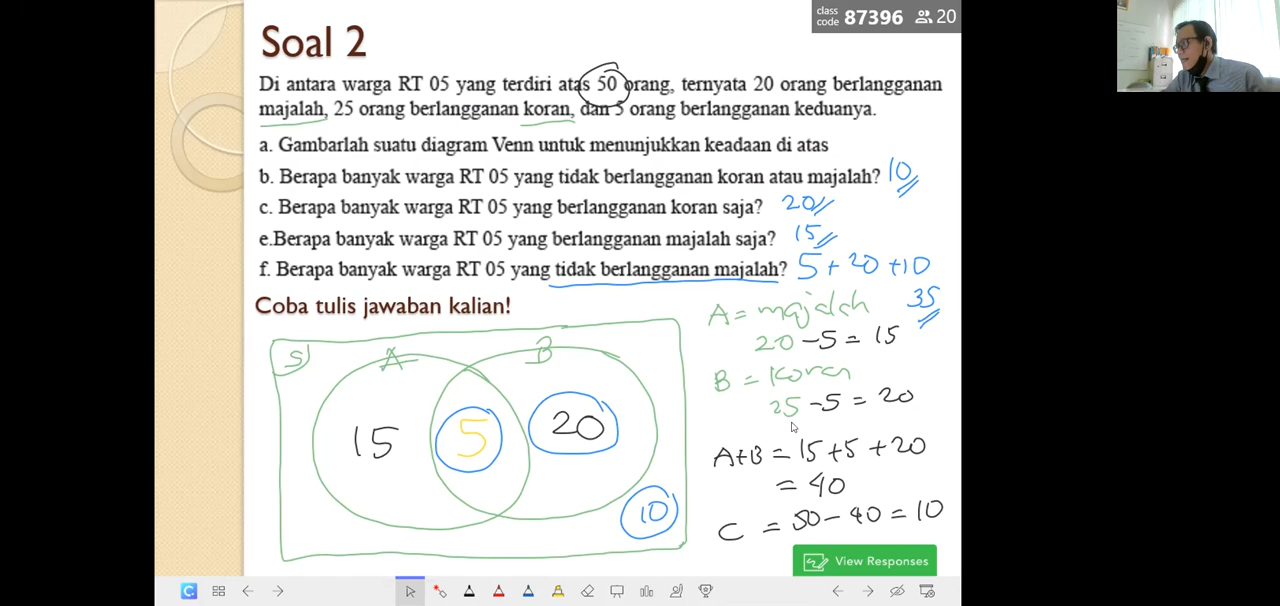 class code 87396 20
Soal 2
Di antara warga RT 05 yang terdiri atas 50 orang, ternyata 20 orang berlangganan
majalah, 25 orang berlangganan koran, dan 5 orang berlangganan keduanya.
a. Gambarlah suatu diagram Venn untuk menunjukkan keadaan di atas
b. Berapa banyak warga RT 05 yang tidak berlangganan koran atau majalah? 10
c. Berapa banyak warga RT 05 yang berlangganan koran saja? 20
e.Berapa banyak warga RT 05 yang berlangganan majalah saja? 15
f. Berapa banyak warga RT 05 yang tidak berlangganan majalah? 5 + 20 + 10
35
Coba tulis jawaban kalian!
S A B
15 5 20
10
A = majalah
20 - 5 = 15
B = Koran
25 - 5 = 20
A+B = 15 + 5 + 20
= 40
C = 50 - 40 = 10
View Responses